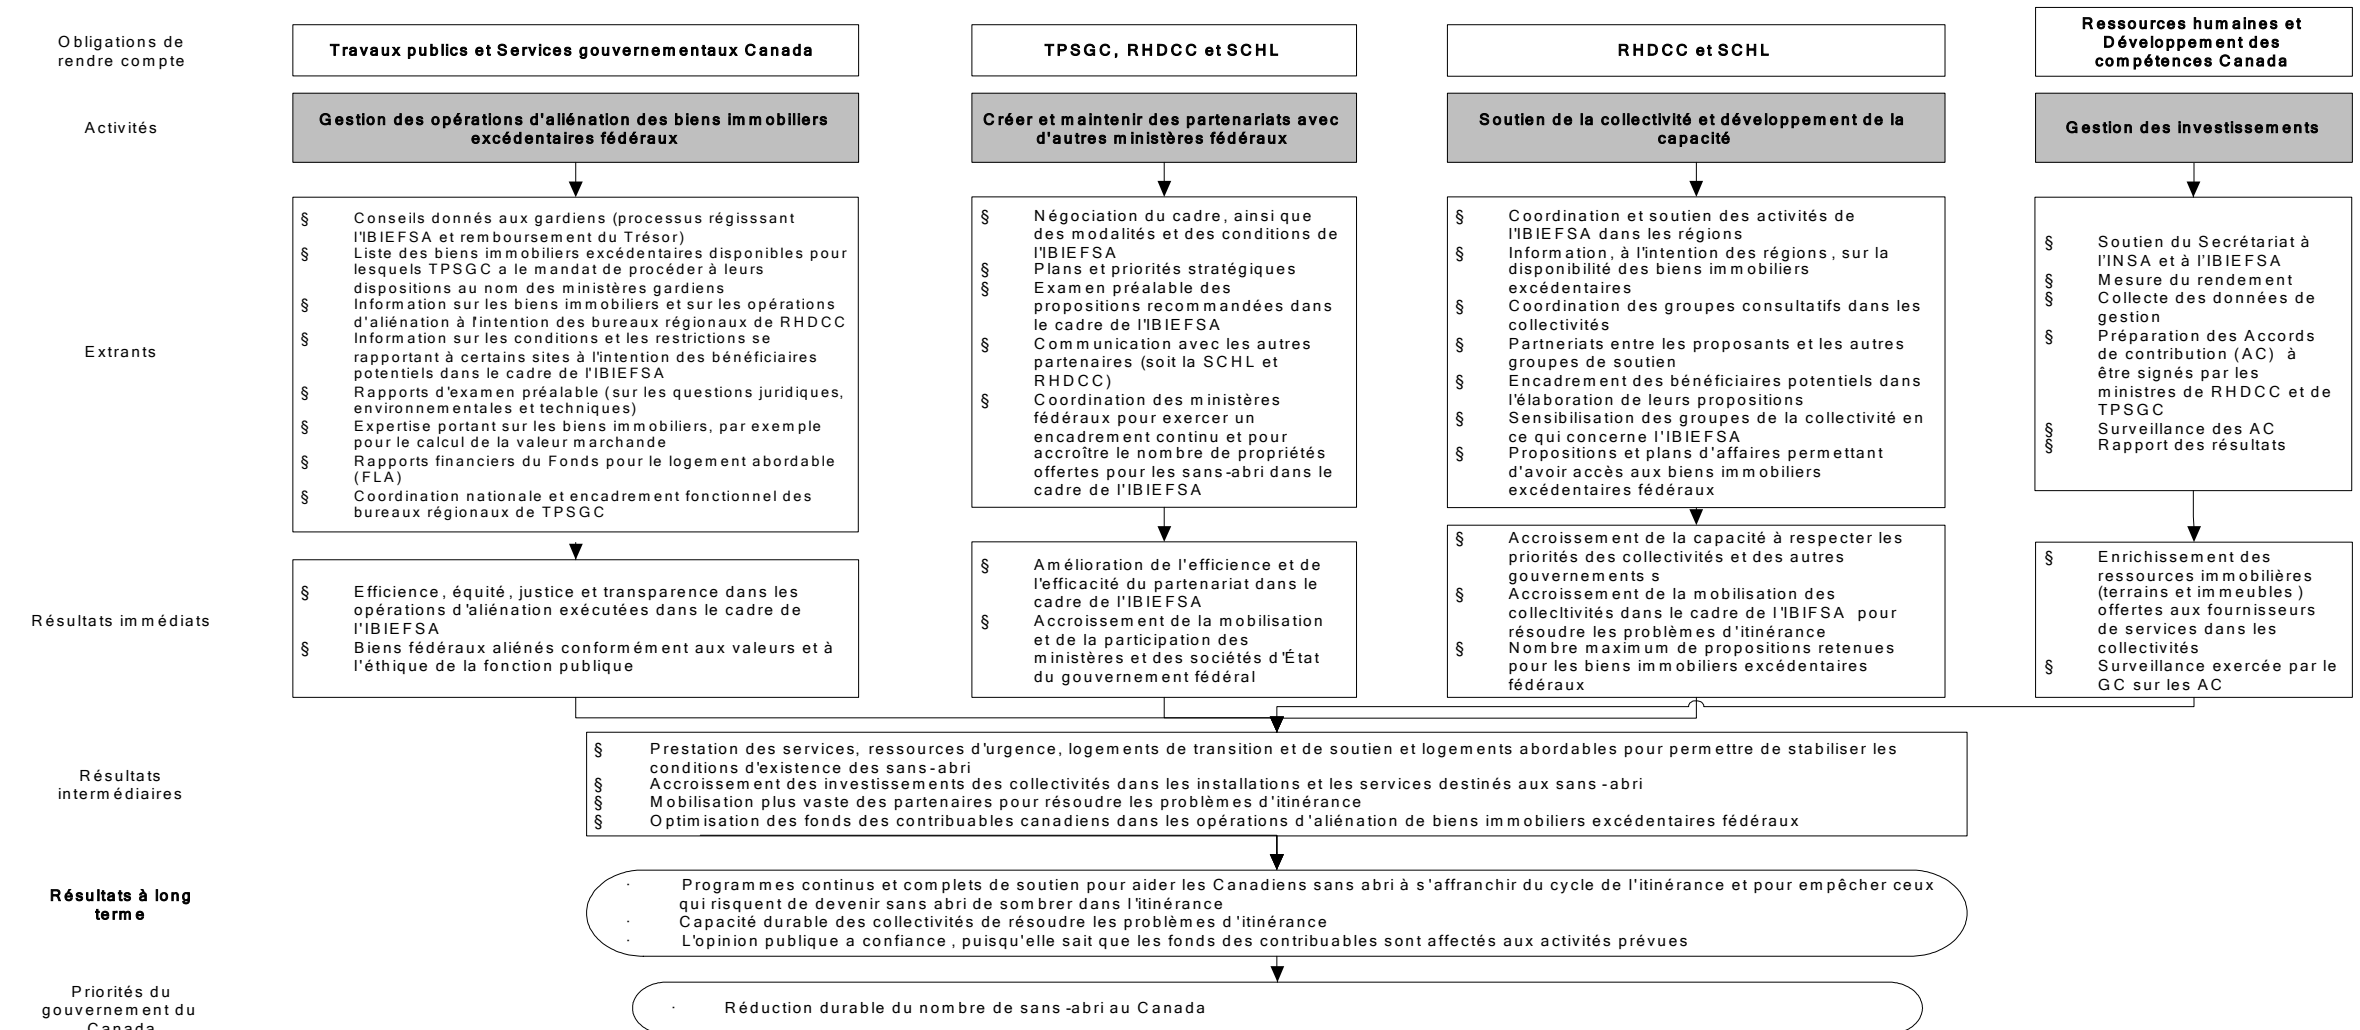 Obligations de
rendre compte
Travaux publics et Services gouvernementaux Canada
TPSGC, RHDCC et SCHL
RHDCC et SCHL
Ressources humaines et
Développement des
compétences Canada
Activités
Gestion des opérations d'aliénation des biens immobiliers
excédentaires fédéraux
Créer et maintenir des partenariats avec
d'autres ministères fédéraux
Soutien de la collectivité et développement de la
capacité
Gestion des investissements
Extrants
§ Conseils donnés aux gardiens (processus régisssant
l'IBIEFSA et remboursement du Trésor)
§ Liste des biens immobiliers excédentaires disponibles pour
lesquels TPSGC a le mandat de procéder à leurs
dispositions au nom des ministères gardiens
§ Information sur les biens immobiliers et sur les opérations
d'aliénation à l'intention des bureaux régionaux de RHDCC
§ Information sur les conditions et les restrictions se
rapportant à certains sites à l'intention des bénéficiaires
potentiels dans le cadre de l'IBIEFSA
§ Rapports d'examen préalable (sur les questions juridiques,
environnementales et techniques)
§ Expertise portant sur les biens immobiliers, par exemple
pour le calcul de la valeur marchande
§ Rapports financiers du Fonds pour le logement abordable
(FLA)
§ Coordination nationale et encadrement fonctionnel des
bureaux régionaux de TPSGC
§ Négociation du cadre, ainsi que
des modalités et des conditions de
l'IBIEFSA
§ Plans et priorités stratégiques
§ Examen préalable des
propositions recommandées dans
le cadre de l'IBIEFSA
§ Communication avec les autres
partenaires (soit la SCHL et
RHDCC)
§ Coordination des ministères
fédéraux pour exercer un
encadrement continu et pour
accroître le nombre de propriétés
offertes pour les sans-abri dans le
cadre de l'IBIEFSA
§ Coordination et soutien des activités de
l'IBIEFSA dans les régions
§ Information, à l'intention des régions, sur la
disponibilité des biens immobiliers
excédentaires
§ Coordination des groupes consultatifs dans les
collectivités
§ Partneriats entre les proposants et les autres
groupes de soutien
§ Encadrement des bénéficiaires potentiels dans
l'élaboration de leurs propositions
§ Sensibilisation des groupes de la collectivité en
ce qui concerne l'IBIEFSA
§ Propositions et plans d'affaires permettant
d'avoir accès aux biens immobiliers
excédentaires fédéraux
§ Soutien du Secrétariat à
l'INSA et à l'IBIEFSA
§ Mesure du rendement
§ Collecte des données de
gestion
§ Préparation des Accords
de contribution (AC) à
être signés par les
ministres de RHDCC et de
TPSGC
§ Surveillance des AC
§ Rapport des résultats
Résultats immédiats
§ Efficience, équité, justice et transparence dans les
opérations d'aliénation exécutées dans le cadre de
l'IBIEFSA
§ Biens fédéraux aliénés conformément aux valeurs et à
l'éthique de la fonction publique
§ Amélioration de l'efficience et de
l'efficacité du partenariat dans le
cadre de l'IBIEFSA
§ Accroissement de la mobilisation
et de la participation des
ministères et des sociétés d'État
du gouvernement fédéral
§ Accroissement de la capacité à respecter les
priorités des collectivités et des autres
gouvernements s
§ Accroissement de la mobilisation des
collecltivités dans le cadre de l'IBIFSA pour
résoudre les problèmes d'itinérance
§ Nombre maximum de propositions retenues
pour les biens immobiliers excédentaires
fédéraux
§ Enrichissement des
ressources immobilières
(terrains et immeubles )
offertes aux fournisseurs
de services dans les
collectivités
§ Surveillance exercée par le
GC sur les AC
Résultats
intermédiaires
§ Prestation des services, ressources d'urgence, logements de transition et de soutien et logements abordables pour permettre de stabiliser les
conditions d'existence des sans-abri
§ Accroissement des investissements des collectivités dans les installations et les services destinés aux sans -abri
§ Mobilisation plus vaste des partenaires pour résoudre les problèmes d'itinérance
§ Optimisation des fonds des contribuables canadiens dans les opérations d'aliénation de biens immobiliers excédentaires fédéraux
Résultats à long
terme
· Programmes continus et complets de soutien pour aider les Canadiens sans abri à s'affranchir du cycle de l'itinérance et pour empêcher ceux
qui risquent de devenir sans abri de sombrer dans l'itinérance
· Capacité durable des collectivités de résoudre les problèmes d'itinérance
· L'opinion publique a confiance, puisqu'elle sait que les fonds des contribuables sont affectés aux activités prévues
Priorités du
gouvernement du
Canada
· Réduction durable du nombre de sans -abri au Canada